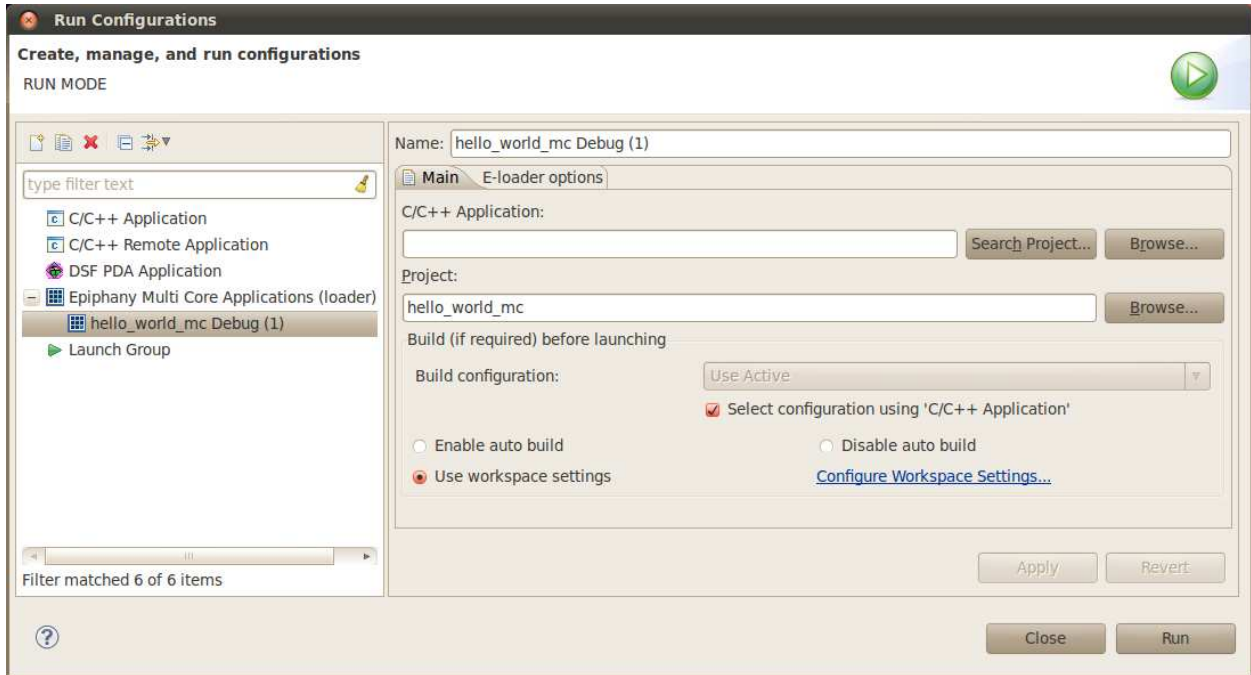 Run Configurations
Create, manage, and run configurations
RUN MODE
type filter text
C/C++ Application
C/C++ Remote Application
DSF PDA Application
Epiphany Multi Core Applications (loader)
hello_world_mc Debug (1)
Launch Group
Filter matched 6 of 6 items
Name: hello_world_mc Debug (1)
Main E-loader options
C/C++ Application:
Search Project... Browse...
Project:
hello_world_mc Browse...
Build (if required) before launching
Build configuration: Use Active
Select configuration using 'C/C++ Application'
Enable auto build Disable auto build
Use workspace settings Configure Workspace Settings...
Apply Revert
? Close Run